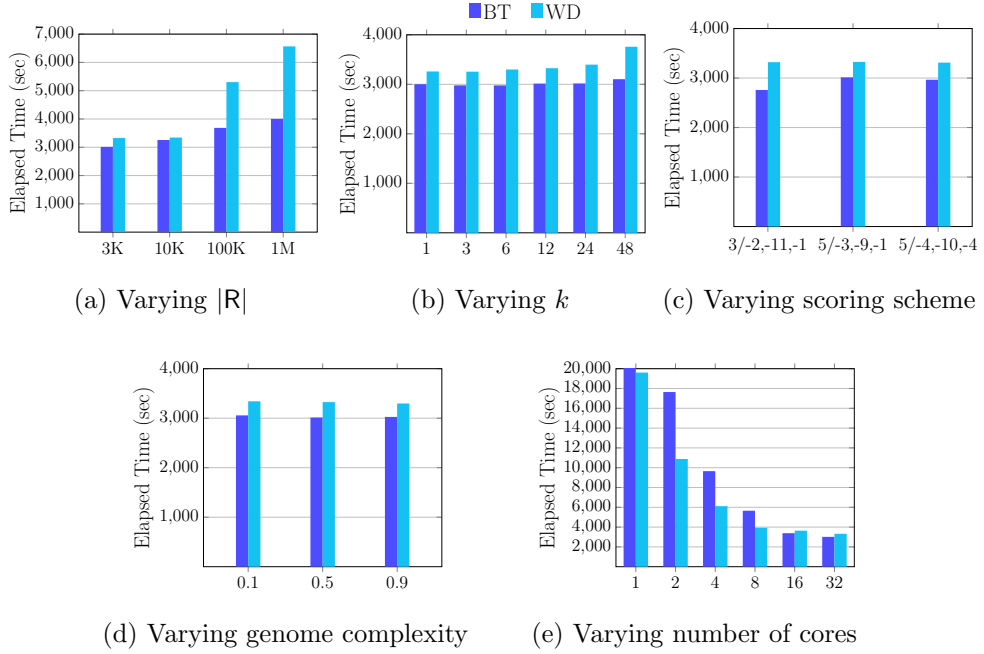 BT WD
7,000
6,000
5,000
4,000
3,000
2,000
1,000
Elapsed Time (sec)
3K 10K 100K 1M
(a) Varying |R|
4,000
3,000
2,000
1,000
Elapsed Time (sec)
1 3 6 12 24 48
(b) Varying k
4,000
3,000
2,000
1,000
Elapsed Time (sec)
3/-2,-11,-1 5/-3,-9,-1 5/-4,-10,-4
(c) Varying scoring scheme
4,000
3,000
2,000
1,000
Elapsed Time (sec)
0.1 0.5 0.9
(d) Varying genome complexity
20,000
18,000
16,000
14,000
12,000
10,000
8,000
6,000
4,000
2,000
Elapsed Time (sec)
1 2 4 8 16 32
(e) Varying number of cores